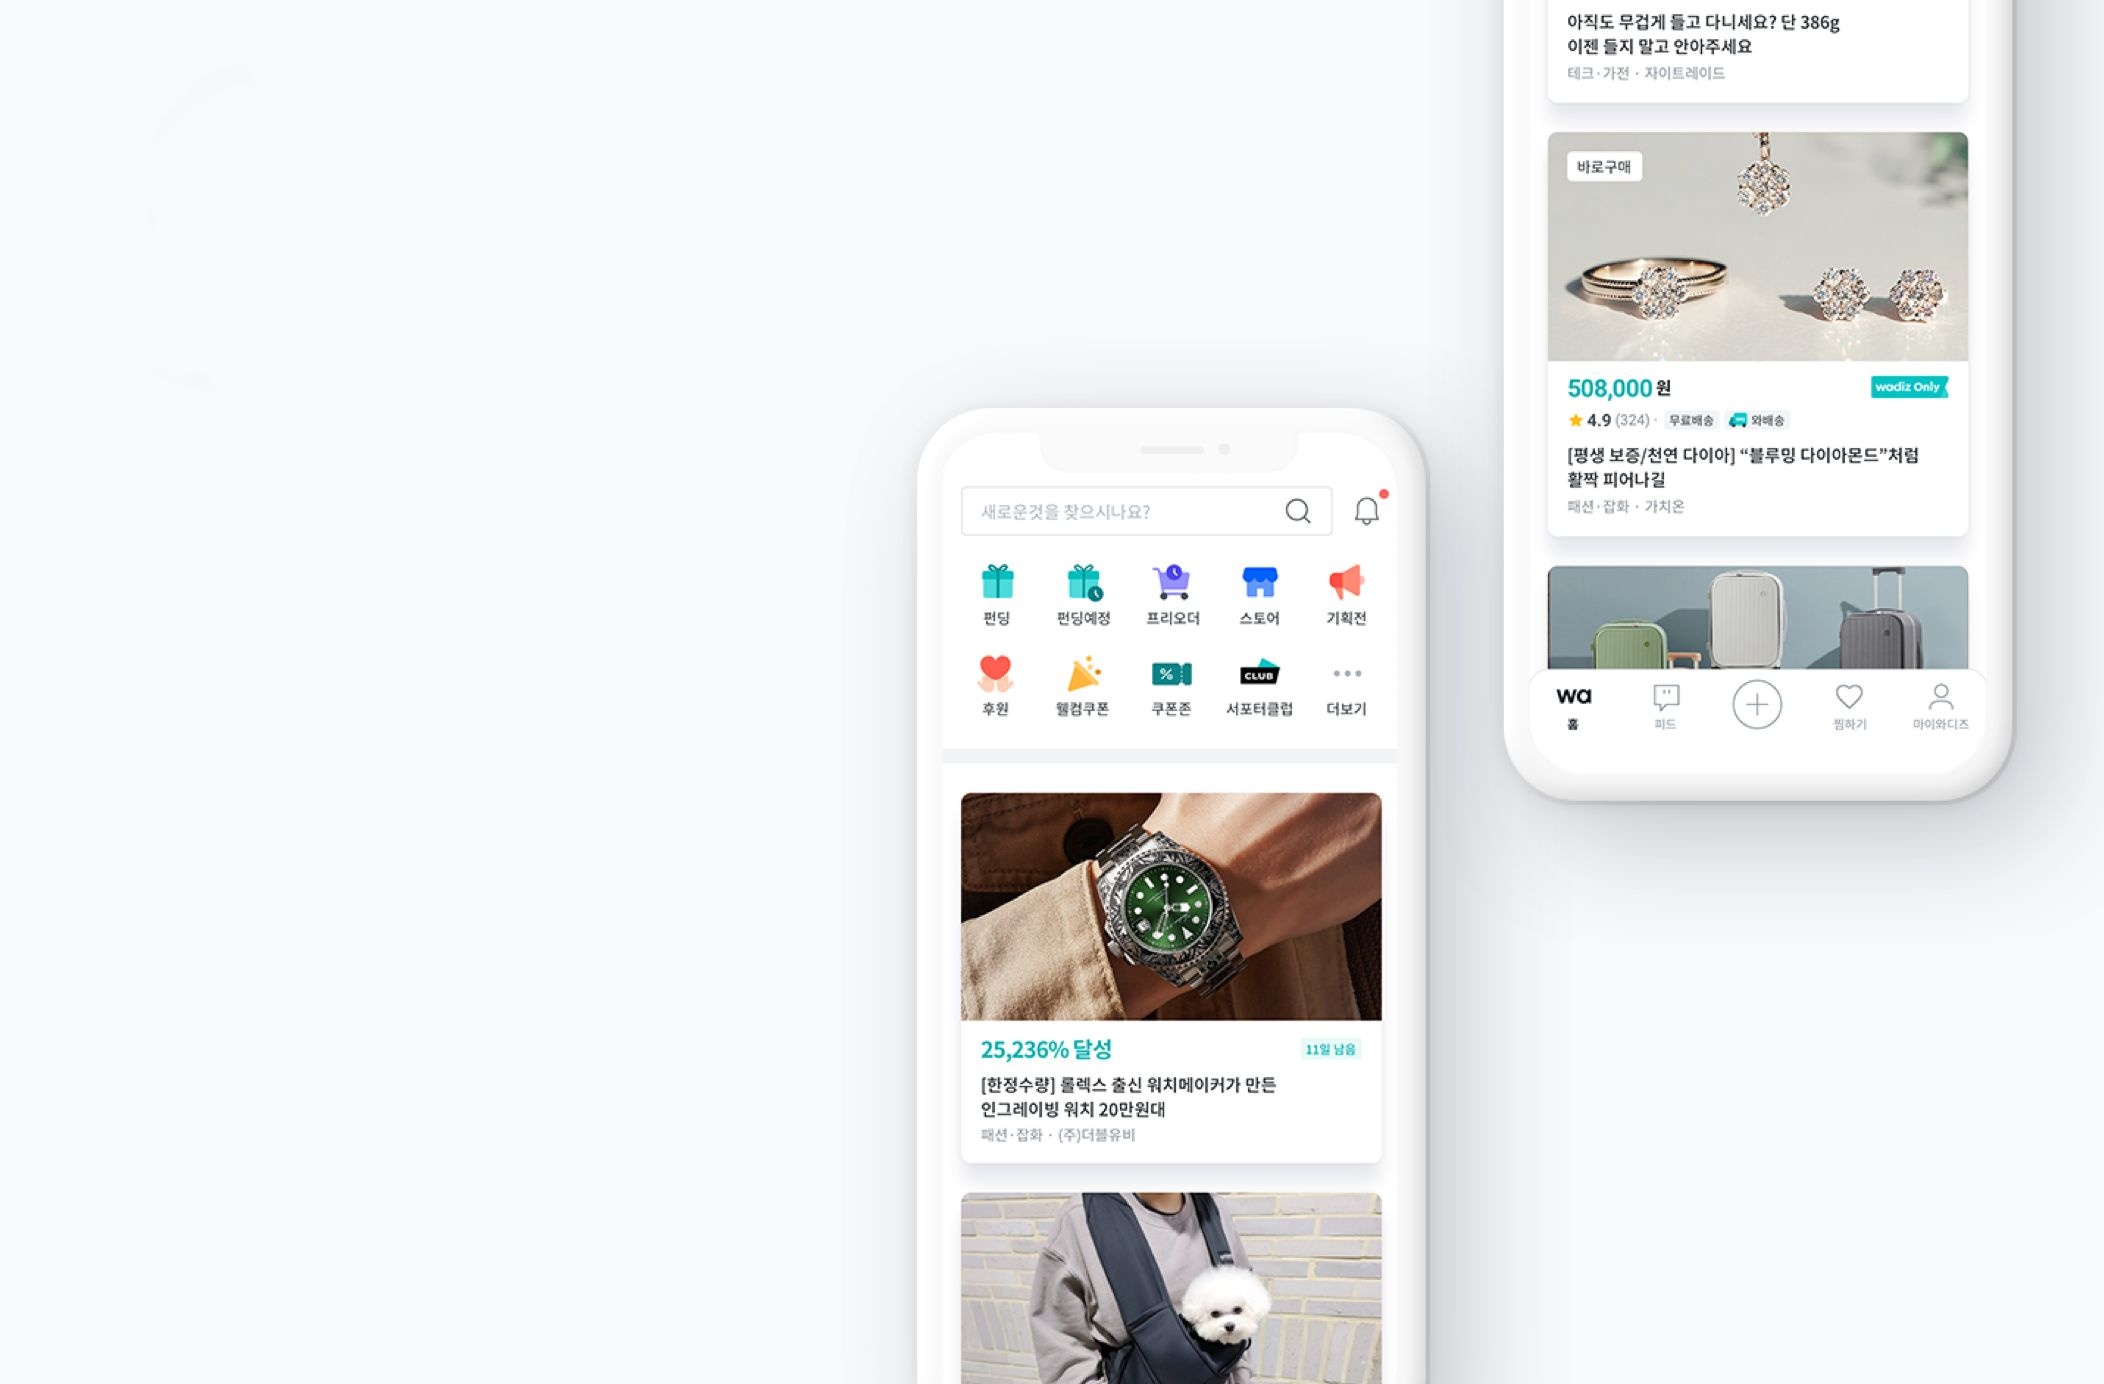 새로운것을 찾으시나요?
펀딩
펀딩예정
프리오더
스토어
기획전
%
CLUB
후원
웰컴쿠폰
쿠폰존
서포터클럽
더보기
25,236% 달성
11일 남음
[한정수량] 롤렉스 출신 워치메이커가 만든
인그레이빙 워치 20만원대
패션·잡화 · (주)더블유비
아직도 무겁게 들고 다니세요? 단 386g
이젠 들지 말고 안아주세요
테크·가전 · 자이트레이드
바로구매
508,000 원
wadiz Only
4.9 (324) · 무료배송 와배송
[평생 보증/천연 다이아] “블루밍 다이아몬드”처럼
활짝 피어나길
패션·잡화 · 가치온
wa
홈
피드
찜하기
마이와디즈